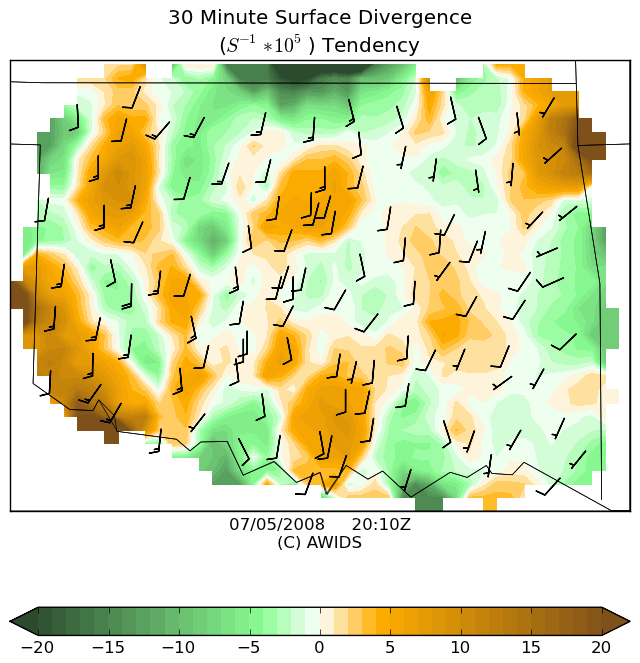 30 Minute Surface Divergence
(S⁻¹ *10⁵ ) Tendency
07/05/2008 20:10Z
(C) AWIDS
−20 −15 −10 −5 0 5 10 15 20